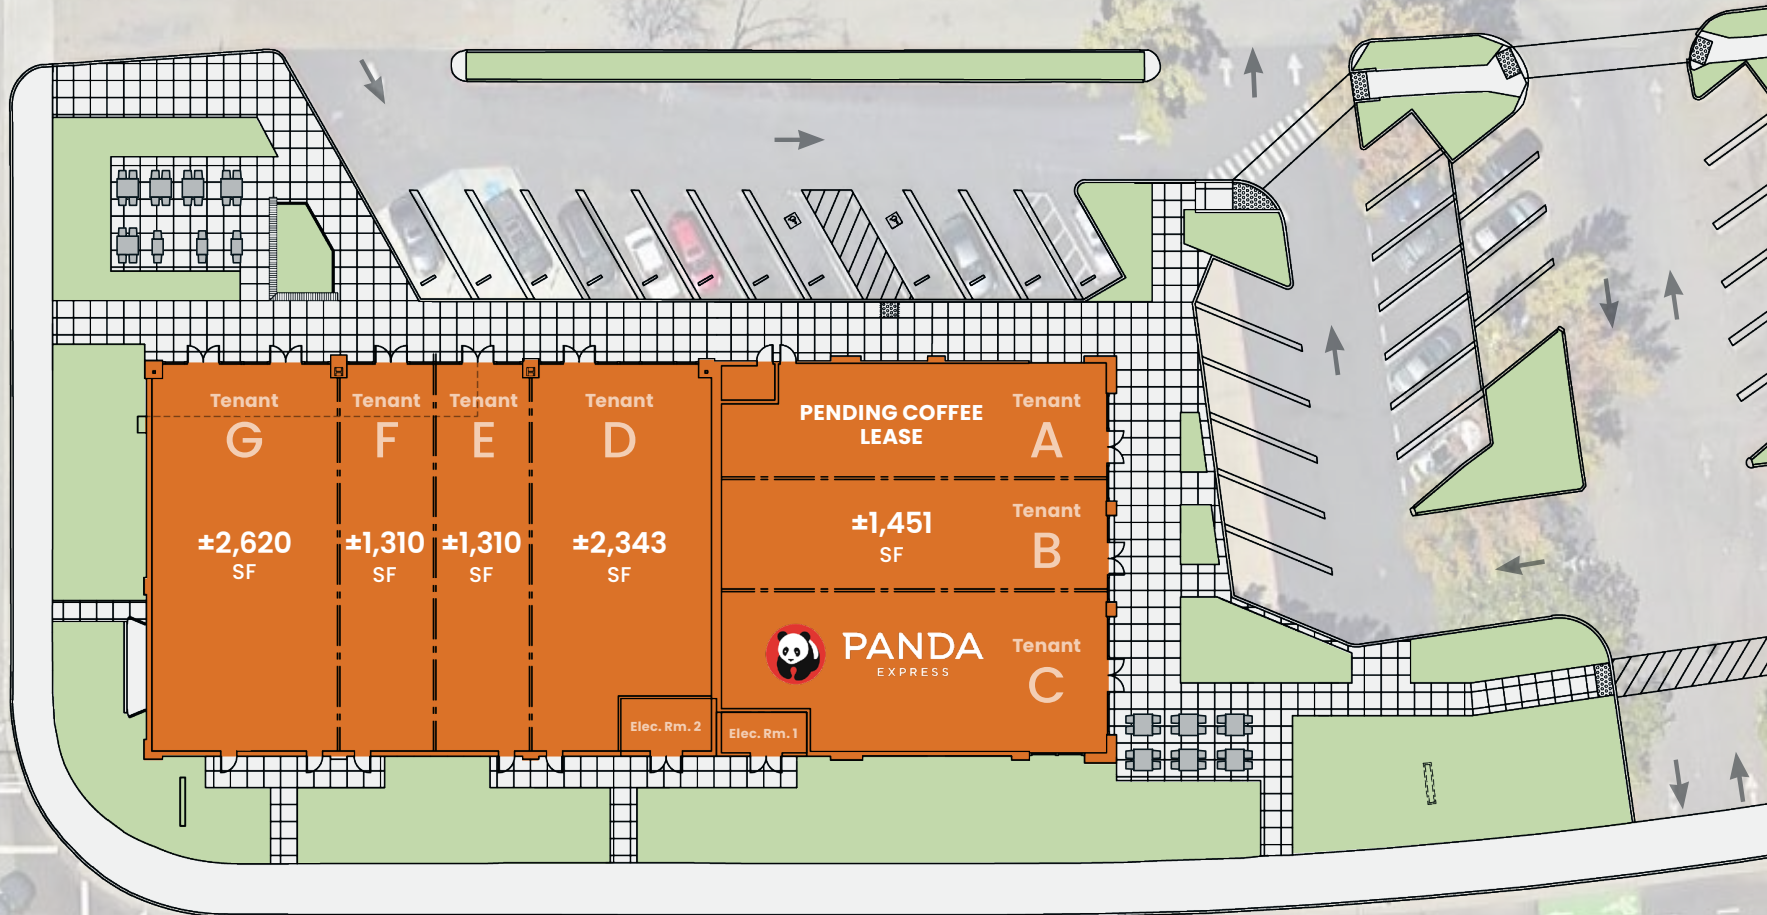 Tenant
G
±2,620
SF
Tenant
F
±1,310
SF
Tenant
E
±1,310
SF
Tenant
D
±2,343
SF
Elec. Rm. 2
PENDING COFFEE
LEASE
Tenant
A
±1,451
SF
Tenant
B
PANDA
EXPRESS
Tenant
C
Elec. Rm. 1